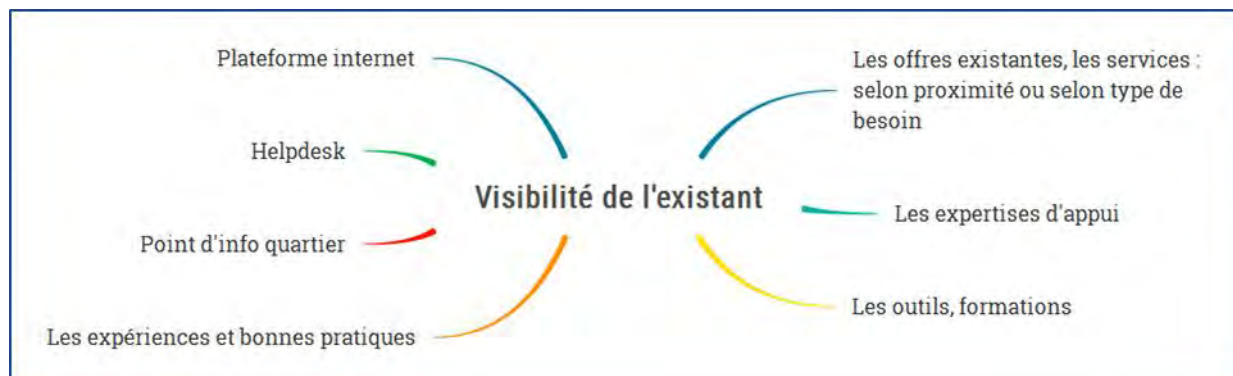 Plateforme internet
Helpdesk
Point d'info quartier
Les expériences et bonnes pratiques
Visibilité de l'existant
Les offres existantes, les services :
selon proximité ou selon type de
besoin
Les expertises d'appui
Les outils, formations